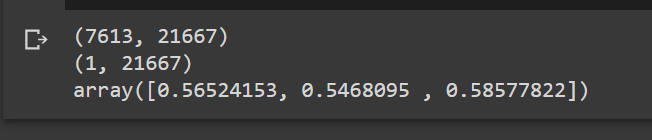 (7613, 21667)
(1, 21667)
array([0.56524153, 0.5468095 , 0.58577822])